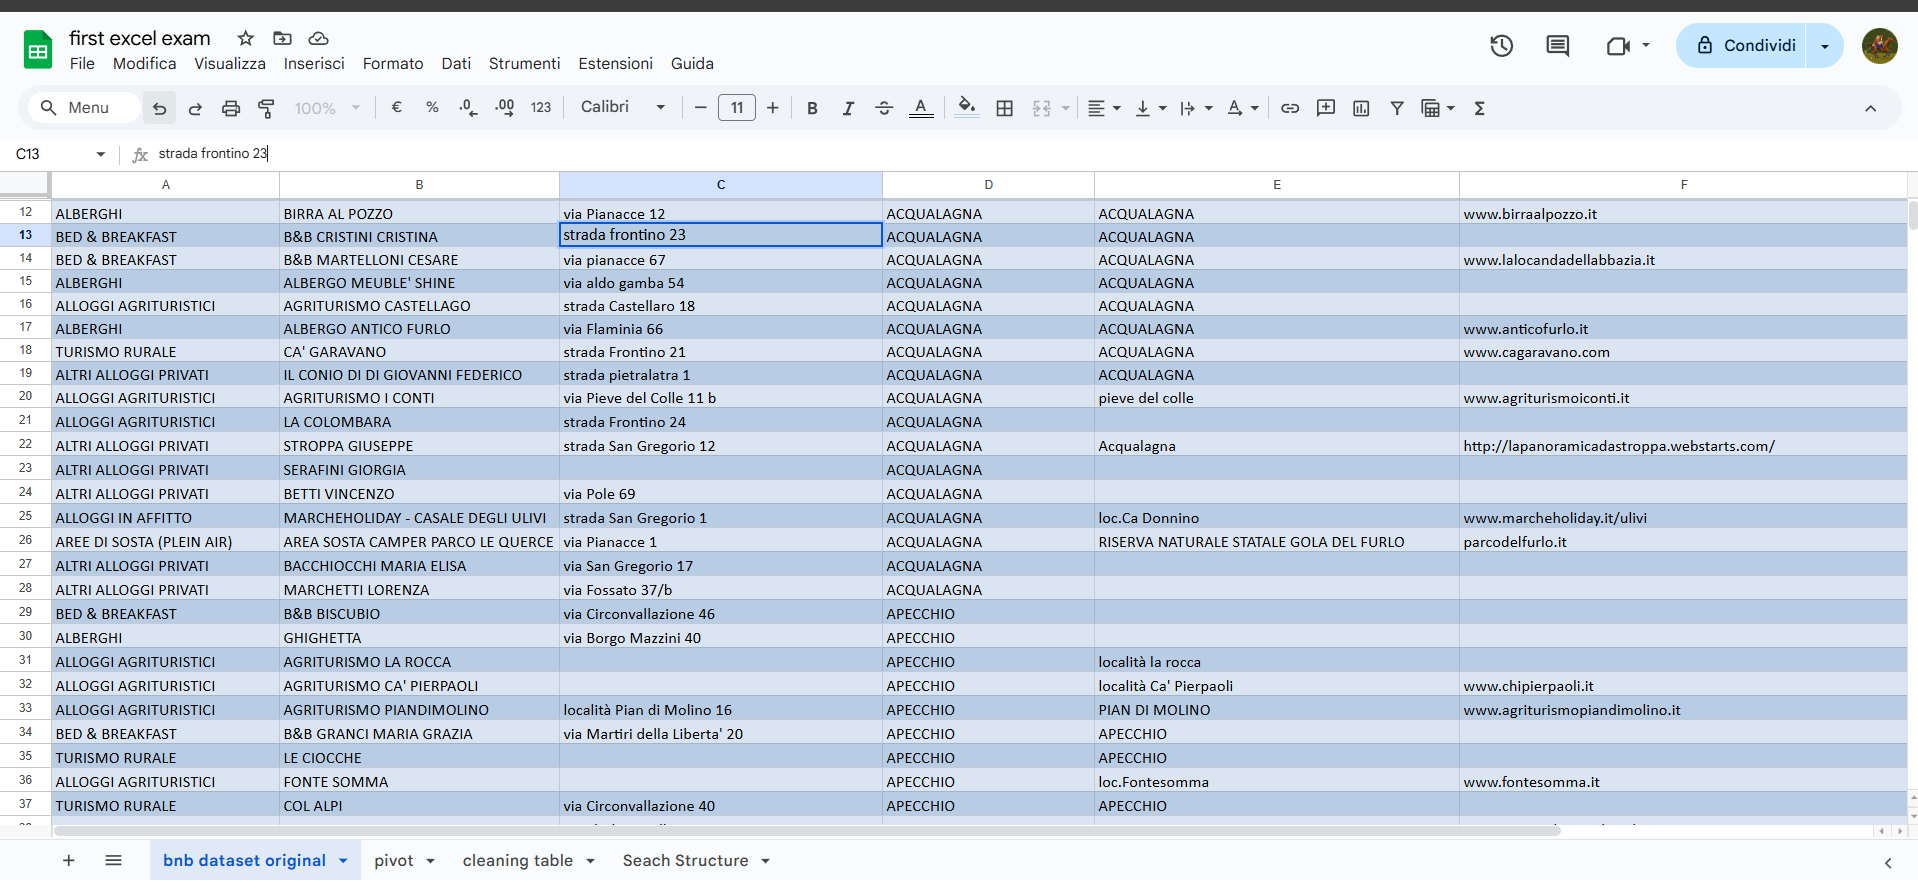 first excel exam
File Modifica Visualizza Inserisci Formato Dati Strumenti Estensioni Guida
Condividi
Menu 100% € % .0 .00 123 Calibri 11 B I A A Σ
C13 fx strada frontino 23
A B C D E F
12 ALBERGHI BIRRA AL POZZO via Pianacce 12 ACQUALAGNA ACQUALAGNA www.birraalpozzo.it
13 BED & BREAKFAST B&B CRISTINI CRISTINA strada frontino 23 ACQUALAGNA ACQUALAGNA
14 BED & BREAKFAST B&B MARTELLONI CESARE via pianacce 67 ACQUALAGNA ACQUALAGNA www.lalocandadellabbazia.it
15 ALBERGHI ALBERGO MEUBLE' SHINE via aldo gamba 54 ACQUALAGNA ACQUALAGNA
16 ALLOGGI AGRITURISTICI AGRITURISMO CASTELLAGO strada Castellaro 18 ACQUALAGNA ACQUALAGNA
17 ALBERGHI ALBERGO ANTICO FURLO via Flaminia 66 ACQUALAGNA ACQUALAGNA www.anticofurlo.it
18 TURISMO RURALE CA' GARAVANO strada Frontino 21 ACQUALAGNA ACQUALAGNA www.cagaravano.com
19 ALTRI ALLOGGI PRIVATI IL CONIO DI DI GIOVANNI FEDERICO strada pietralatra 1 ACQUALAGNA ACQUALAGNA
20 ALLOGGI AGRITURISTICI AGRITURISMO I CONTI via Pieve del Colle 11 b ACQUALAGNA pieve del colle www.agriturismoiconti.it
21 ALLOGGI AGRITURISTICI LA COLOMBARA strada Frontino 24 ACQUALAGNA
22 ALTRI ALLOGGI PRIVATI STROPPA GIUSEPPE strada San Gregorio 12 ACQUALAGNA Acqualagna http://lapanoramicadastroppa.webstarts.com/
23 ALTRI ALLOGGI PRIVATI SERAFINI GIORGIA ACQUALAGNA
24 ALTRI ALLOGGI PRIVATI BETTI VINCENZO via Pole 69 ACQUALAGNA
25 ALLOGGI IN AFFITTO MARCHEHOLIDAY - CASALE DEGLI ULIVI strada San Gregorio 1 ACQUALAGNA loc.Ca Donnino www.marcheholiday.it/ulivi
26 AREE DI SOSTA (PLEIN AIR) AREA SOSTA CAMPER PARCO LE QUERCE via Pianacce 1 ACQUALAGNA RISERVA NATURALE STATALE GOLA DEL FURLO parcodelfurlo.it
27 ALTRI ALLOGGI PRIVATI BACCHIOCCHI MARIA ELISA via San Gregorio 17 ACQUALAGNA
28 ALTRI ALLOGGI PRIVATI MARCHETTI LORENZA via Fossato 37/b ACQUALAGNA
29 BED & BREAKFAST B&B BISCUBIO via Circonvallazione 46 APECCHIO
30 ALBERGHI GHIGHETTA via Borgo Mazzini 40 APECCHIO
31 ALLOGGI AGRITURISTICI AGRITURISMO LA ROCCA APECCHIO località la rocca
32 ALLOGGI AGRITURISTICI AGRITURISMO CA' PIERPAOLI APECCHIO località Ca' Pierpaoli www.chipierpaoli.it
33 ALLOGGI AGRITURISTICI AGRITURISMO PIANDIMOLINO località Pian di Molino 16 APECCHIO PIAN DI MOLINO www.agriturismopiandimolino.it
34 BED & BREAKFAST B&B GRANCI MARIA GRAZIA via Martiri della Liberta' 20 APECCHIO APECCHIO
35 TURISMO RURALE LE CIOCCHE APECCHIO APECCHIO
36 ALLOGGI AGRITURISTICI FONTE SOMMA APECCHIO loc.Fontesomma www.fontesomma.it
37 TURISMO RURALE COL ALPI via Circonvallazione 40 APECCHIO APECCHIO
bnb dataset original pivot cleaning table Seach Structure